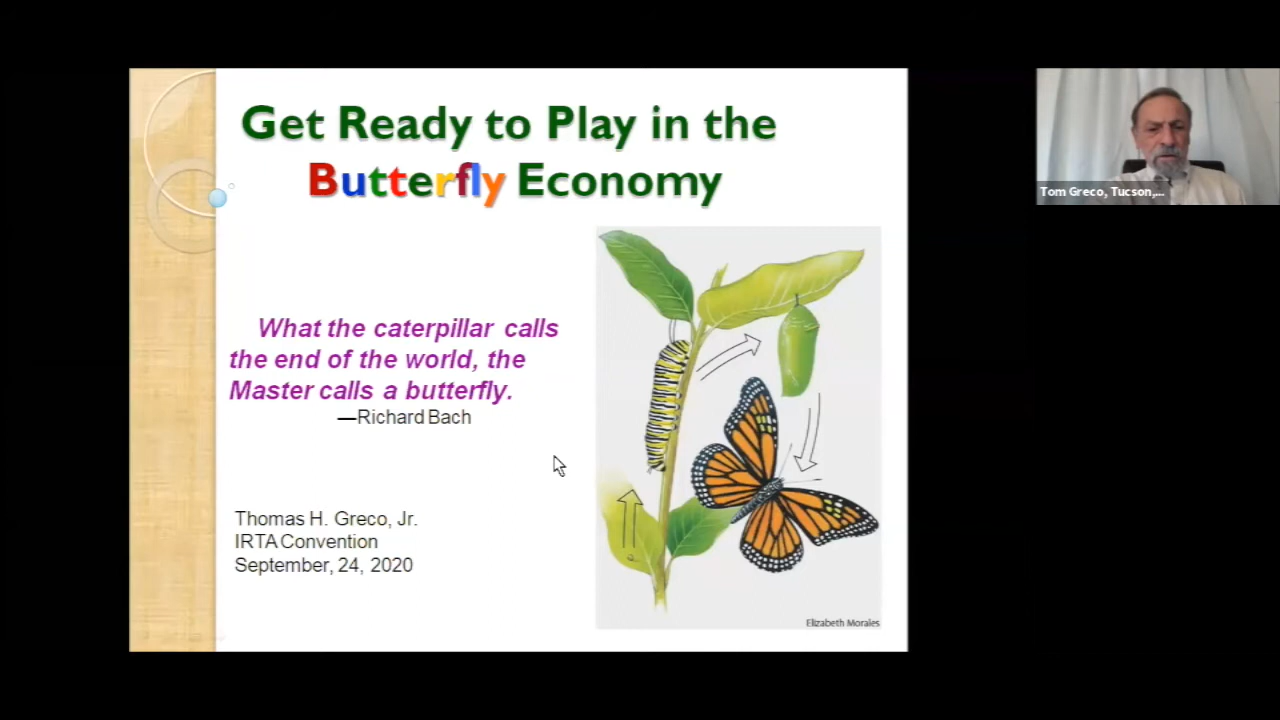 Get Ready to Play in the
Butterfly Economy
What the caterpillar calls
the end of the world, the
Master calls a butterfly.
—Richard Bach
Thomas H. Greco, Jr.
IRTA Convention
September, 24, 2020
Elizabeth Morales
Tom Greco, Tucson,...